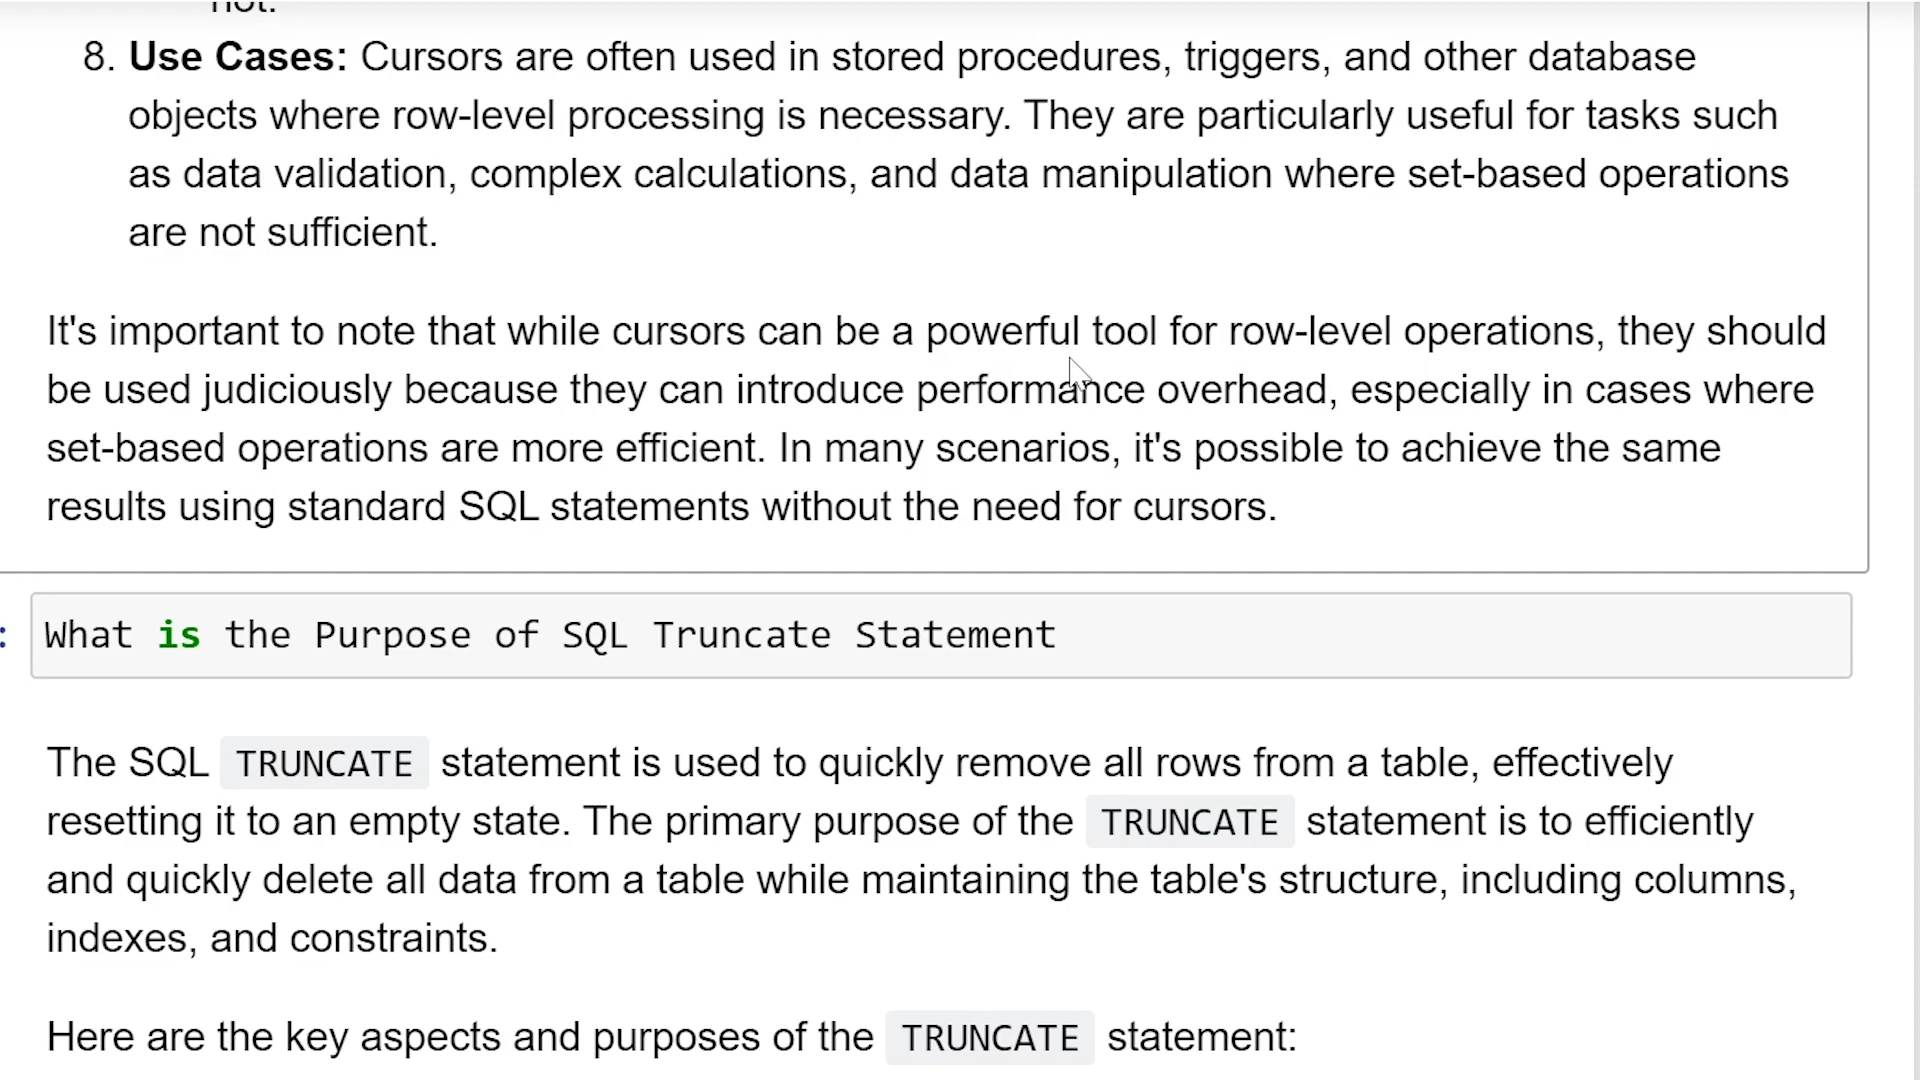 not.
8. Use Cases: Cursors are often used in stored procedures, triggers, and other database
objects where row-level processing is necessary. They are particularly useful for tasks such
as data validation, complex calculations, and data manipulation where set-based operations
are not sufficient.
It's important to note that while cursors can be a powerful tool for row-level operations, they should
be used judiciously because they can introduce performance overhead, especially in cases where
set-based operations are more efficient. In many scenarios, it's possible to achieve the same
results using standard SQL statements without the need for cursors.
: What is the Purpose of SQL Truncate Statement
The SQL TRUNCATE statement is used to quickly remove all rows from a table, effectively
resetting it to an empty state. The primary purpose of the TRUNCATE statement is to efficiently
and quickly delete all data from a table while maintaining the table's structure, including columns,
indexes, and constraints.
Here are the key aspects and purposes of the TRUNCATE statement: